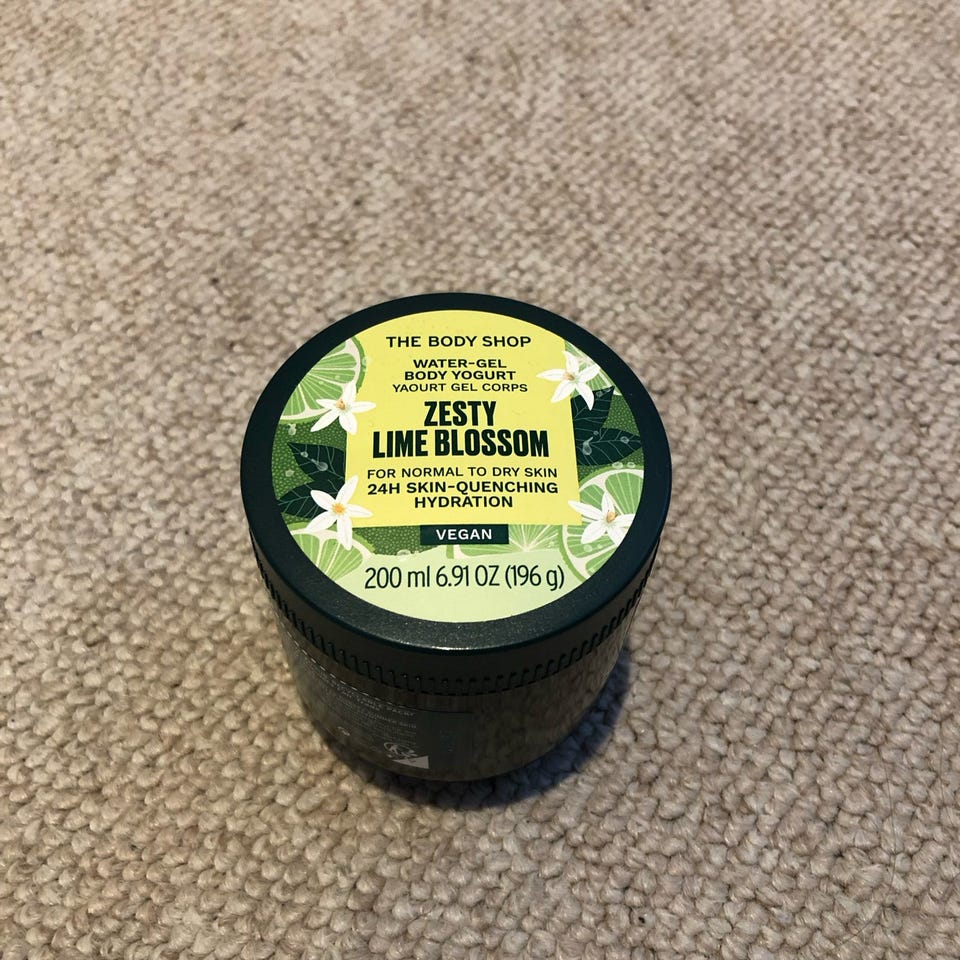 THE BODY SHOP
WATER-GEL
BODY YOGURT
YAOURT GEL CORPS
ZESTY
LIME BLOSSOM
FOR NORMAL TO DRY SKIN
24H SKIN-QUENCHING
HYDRATION
VEGAN
200 ml 6.91 OZ (196 g)